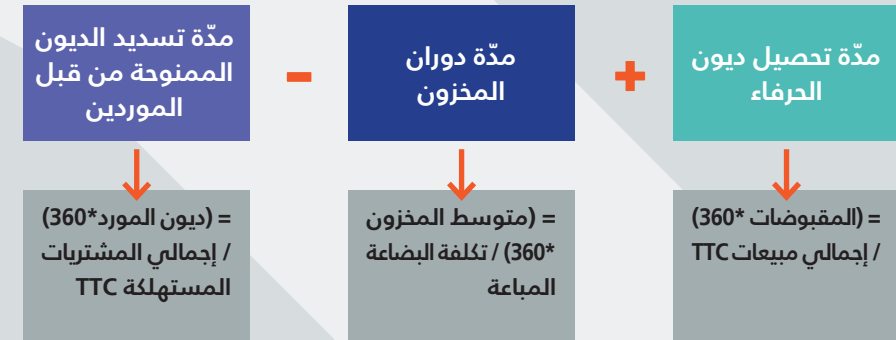 مدّة تحصيل ديون
الحرفاء
+
مدّة دوران
المخزون
-
مدّة تسديد الديون
الممنوحة من قبل
الموردين
= (المقبوضات *360)
/ إجمالي مبيعات TTC
= (متوسط المخزون
*360) / تكلفة البضاعة
المباعة
= (ديون المورد*360)
/ إجمالي المشتريات
المستهلكة TTC